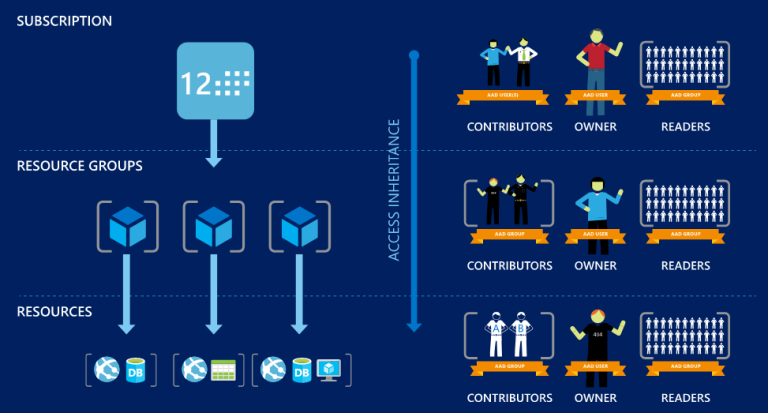 SUBSCRIPTION
12
AAD USER(S)
AAD USER
AAD GROUP
CONTRIBUTORS
OWNER
READERS
ACCESS INHERITANCE
RESOURCE GROUPS
AAD GROUP
AAD USER
AAD GROUP
CONTRIBUTORS
OWNER
READERS
RESOURCES
DB
DB
A
B
414
AAD GROUP
AAD USER
AAD GROUP
CONTRIBUTORS
OWNER
READERS